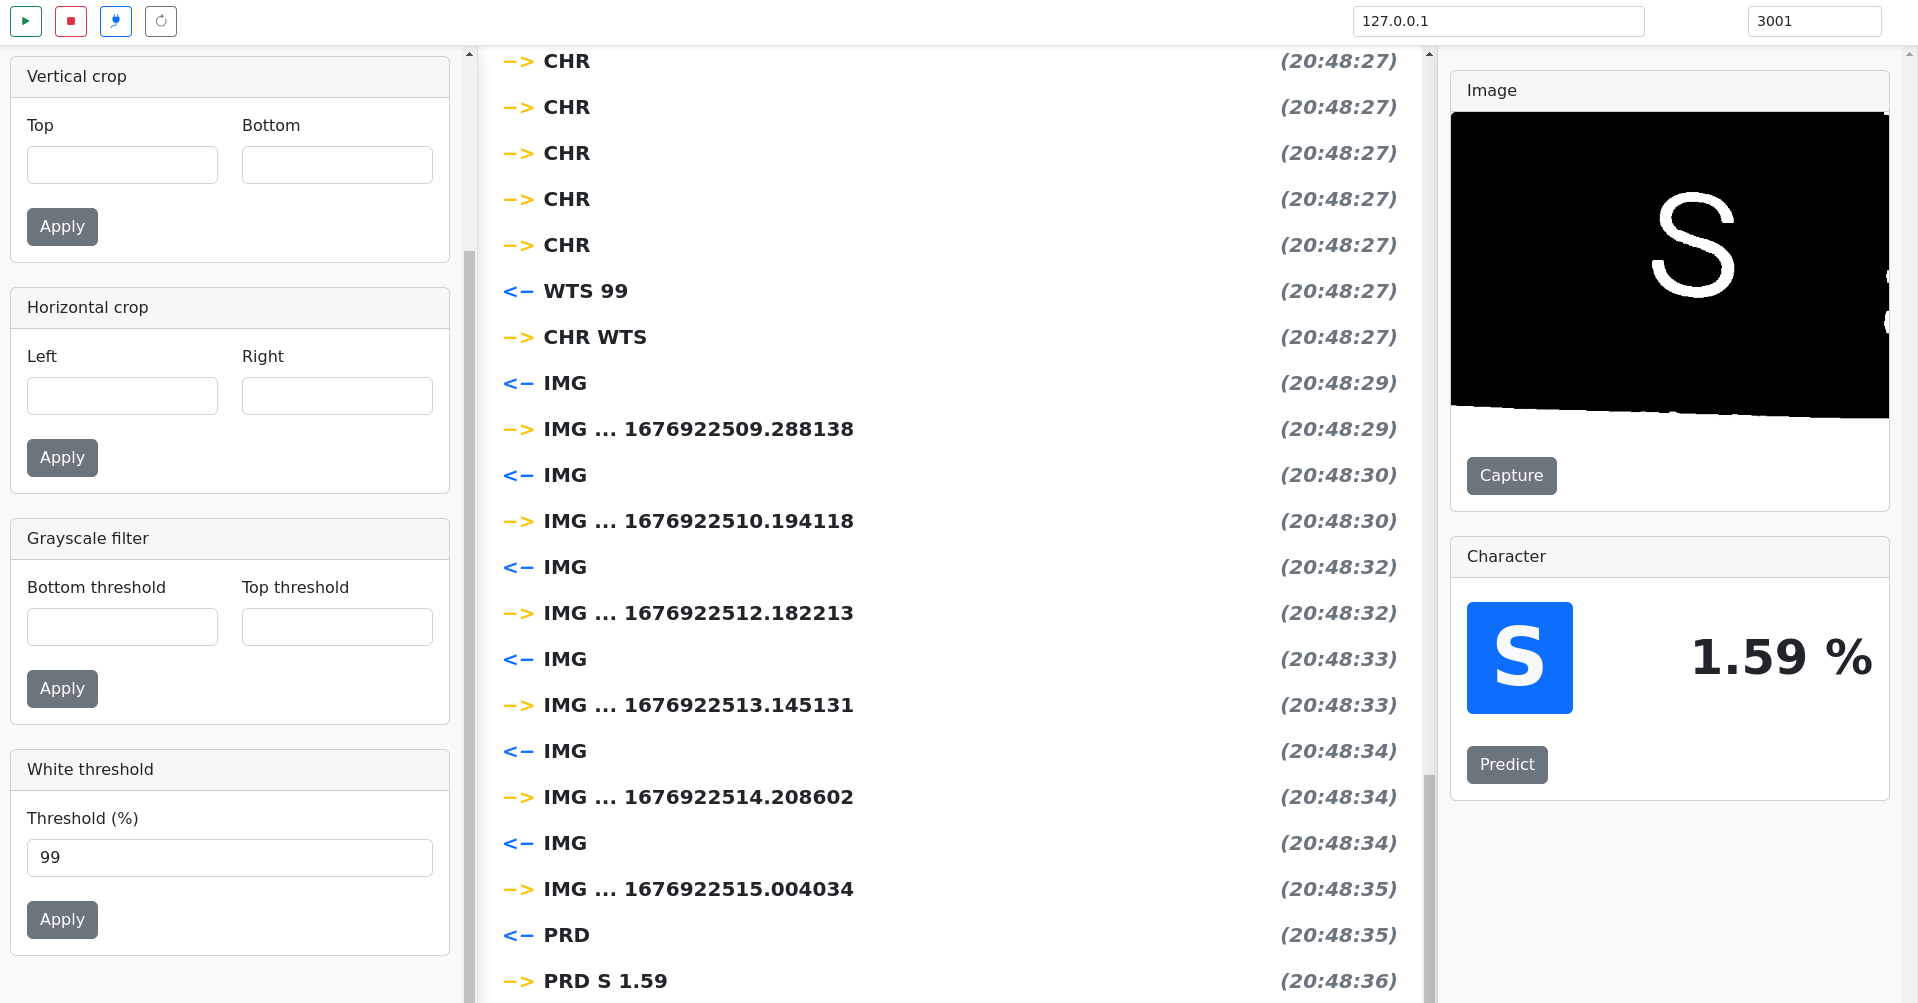 127.0.0.1
3001
Vertical crop
Top
Bottom
Apply
Horizontal crop
Left
Right
Apply
Grayscale filter
Bottom threshold
Top threshold
Apply
White threshold
Threshold (%)
99
Apply
–> CHR (20:48:27)
–> CHR (20:48:27)
–> CHR (20:48:27)
–> CHR (20:48:27)
–> CHR (20:48:27)
<– WTS 99 (20:48:27)
–> CHR WTS (20:48:27)
<– IMG (20:48:29)
–> IMG ... 1676922509.288138 (20:48:29)
<– IMG (20:48:30)
–> IMG ... 1676922510.194118 (20:48:30)
<– IMG (20:48:32)
–> IMG ... 1676922512.182213 (20:48:32)
<– IMG (20:48:33)
–> IMG ... 1676922513.145131 (20:48:33)
<– IMG (20:48:34)
–> IMG ... 1676922514.208602 (20:48:34)
<– IMG (20:48:34)
–> IMG ... 1676922515.004034 (20:48:35)
<– PRD (20:48:35)
–> PRD S 1.59 (20:48:36)
Image
S
Capture
Character
S
1.59 %
Predict